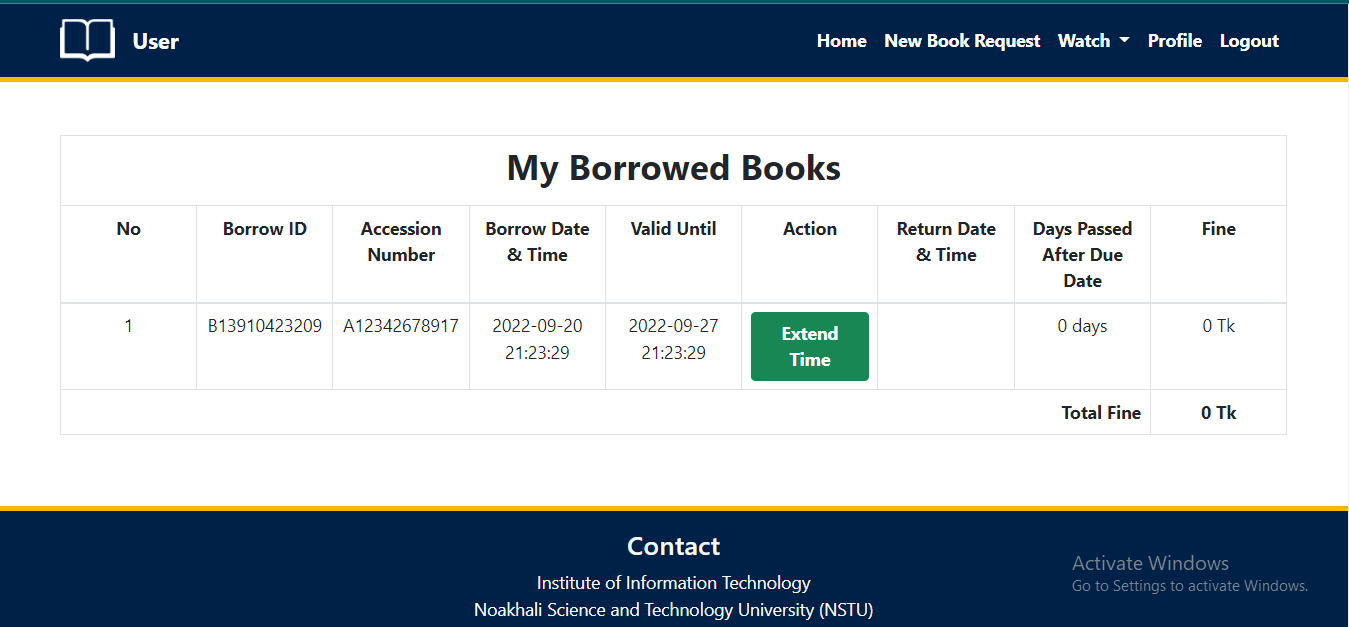 User
Home New Book Request Watch Profile Logout
My Borrowed Books
No Borrow ID Accession Number Borrow Date & Time Valid Until Action Return Date & Time Days Passed After Due Date Fine
1 B13910423209 A12342678917 2022-09-20 21:23:29 2022-09-27 21:23:29 Extend Time 0 days 0 Tk
Total Fine 0 Tk
Contact
Institute of Information Technology
Noakhali Science and Technology University (NSTU)
Activate Windows
Go to Settings to activate Windows.